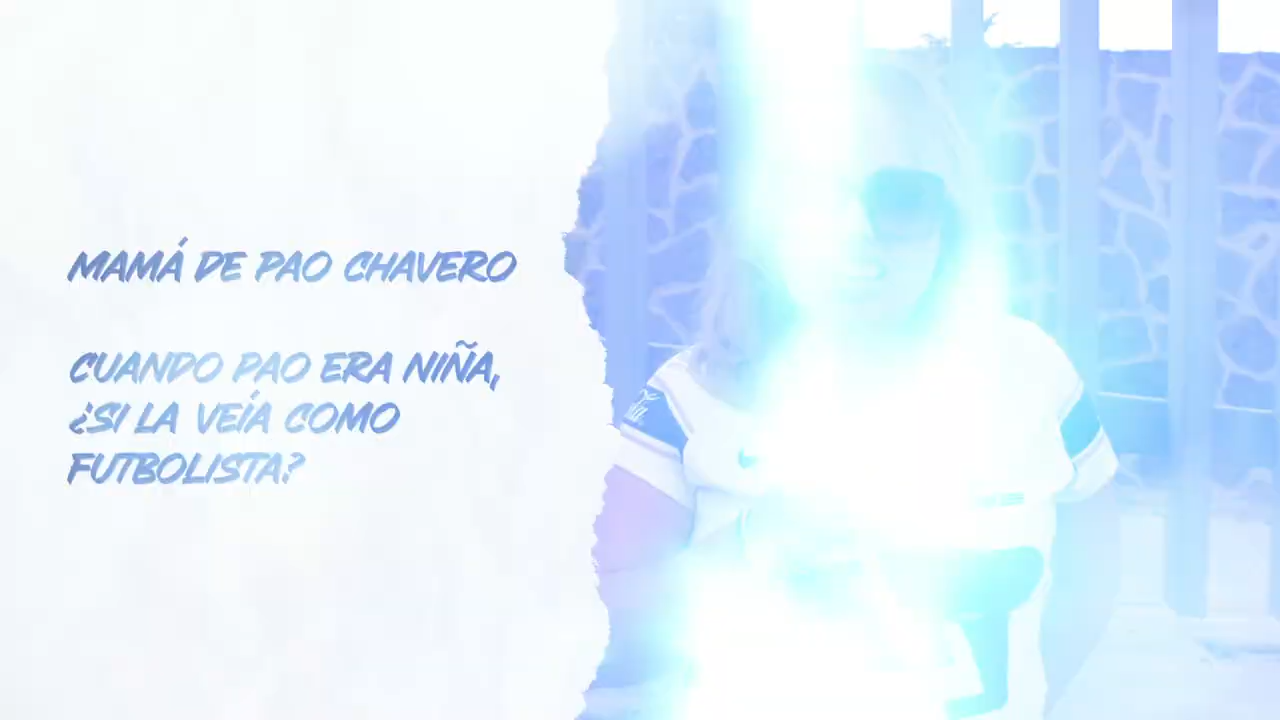 MAMÁ DE PAO CHAVERO
CUANDO PAO ERA NIÑA,
¿SI LA VEÍA COMO
FUTBOLISTA?